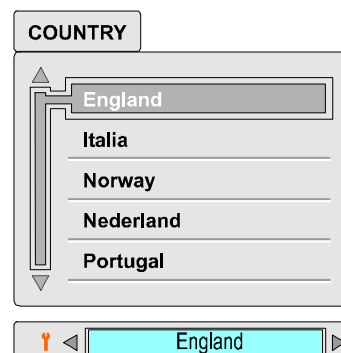 COUNTRY
England
Italia
Norway
Nederland
Portugal
England